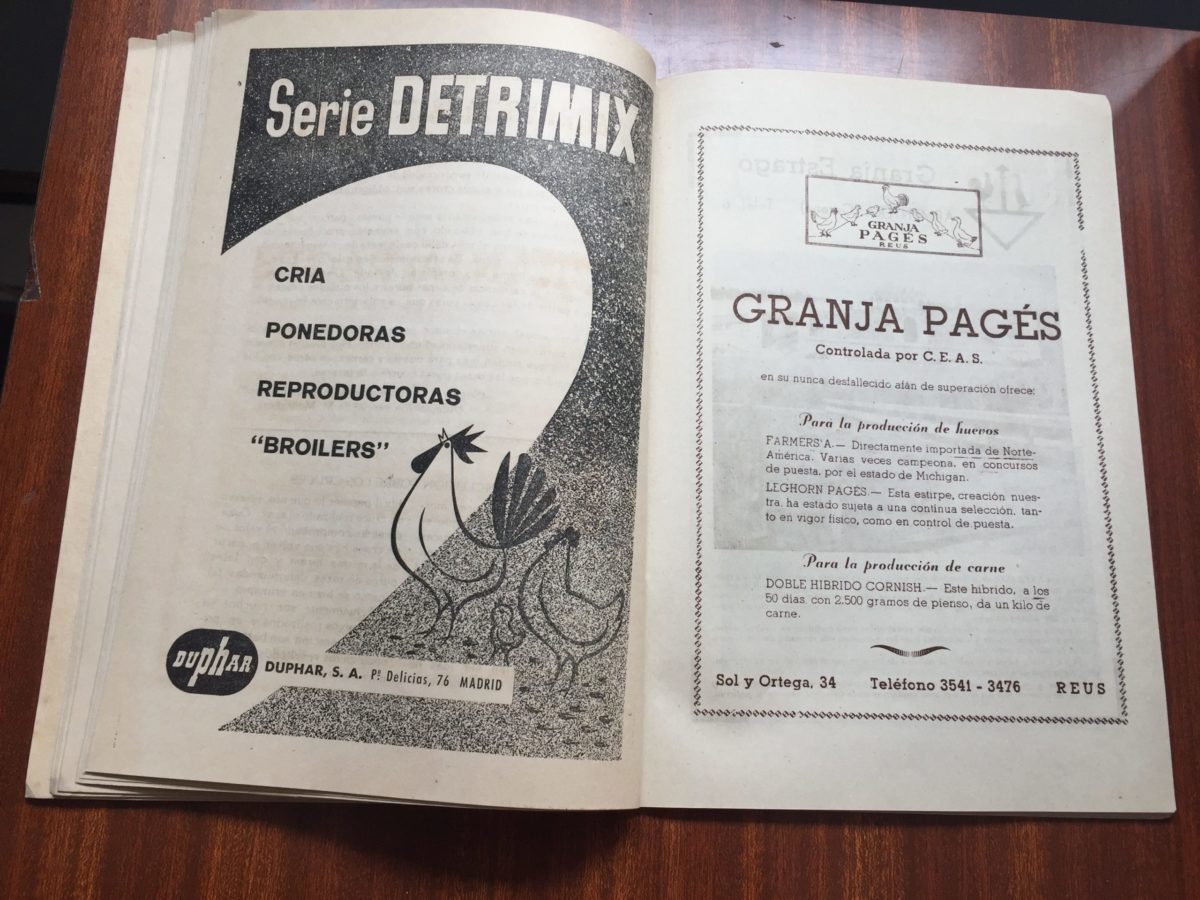 Serie DETRIMIX
CRIA
PONEDORAS
REPRODUCTORAS
“BROILERS”
DUphAR
DUPHAR, S. A. Pº Delicias, 76 MADRID
GRANJA
PAGÉS
REUS
GRANJA PAGÉS
Controlada por C. E. A. S.
en su nunca desfallecido afán de superación ofrece:
Para la producción de huevos
FARMERS'A.— Directamente importada de Norte-
América. Varias veces campeona, en concursos
de puesta, por el estado de Michigan.
LEGHORN PAGÉS.— Esta estirpe, creación nues-
tra, ha estado sujeta a una continua selección, tan-
to en vigor físico, como en control de puesta.
Para la producción de carne
DOBLE HIBRIDO CORNISH.— Este híbrido, a los
50 días, con 2.500 gramos de pienso, da un kilo de
carne.
Sol y Ortega, 34 Teléfono 3541 - 3476 REUS
Granja Estrago